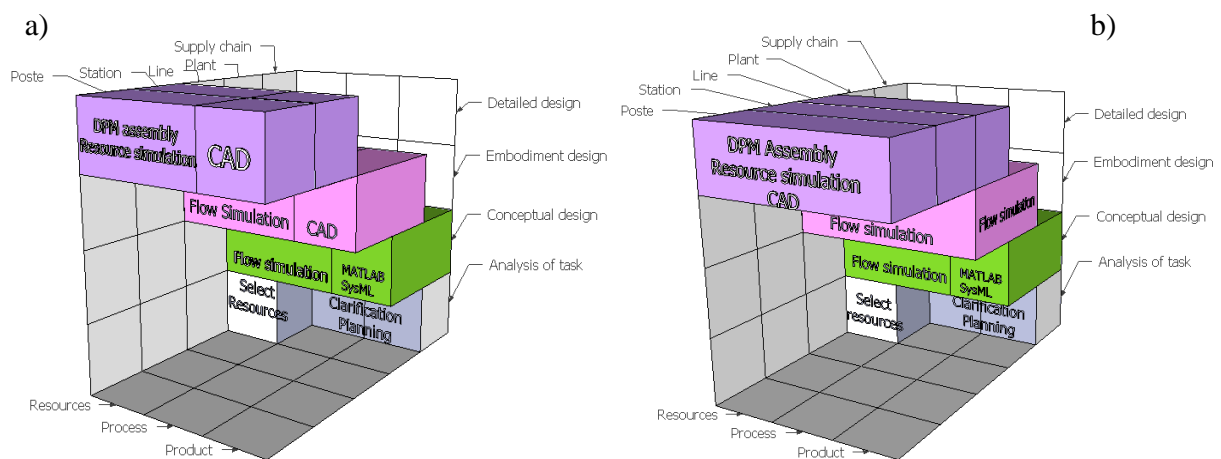 a)
Supply chain
Plant
Line
Station
Poste
DPM assembly
Resource simulation
CAD
Flow Simulation
CAD
Flow simulation
MATLAB
SysML
Select
Resources
Clarification
Planning
Detailed design
Embodiment design
Conceptual design
Analysis of task
Resources
Process
Product
b)
Supply chain
Plant
Line
Station
Poste
DPM Assembly
Resource simulation
CAD
Flow simulation
Flow simulation
Flow simulation
MATLAB
SysML
Select
resources
Clarification
Planning
Detailed design
Embodiment design
Conceptual design
Analysis of task
Resources
Process
Product